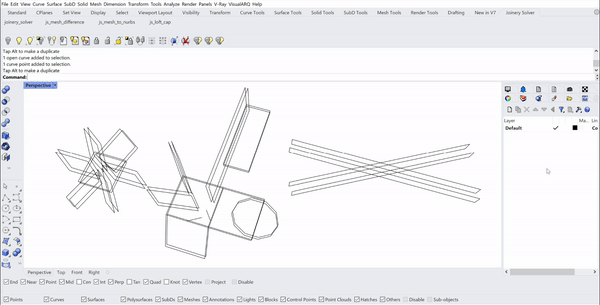 File Edit View Curve Surface SubD Solid Mesh Dimension Transform Tools Analyze Render Panels V-Ray VisualARQ Help
Standard CPlanes Set View Display Select Viewport Layout Visibility Transform Curve Tools Surface Tools Solid Tools SubD Tools Mesh Tools Render Tools Drafting New in V7 Joinery Solver
joinery_solver js_mesh_difference js_mesh_to_nurbs js_loft_cap
Tap Alt to make a duplicate
1 open curve added to selection.
1 curve point added to selection.
Tap Alt to make a duplicate
Command:
Perspective
Layer Ma... Lin
Default Co
Perspective Top Front Right
End Near Point Mid Cen Int Perp Tan Quad Knot Vertex Project Disable
Points Curves Surfaces Polysurfaces SubDs Meshes Annotations Lights Blocks Control Points Point Clouds Hatches Others Disable Sub-objects